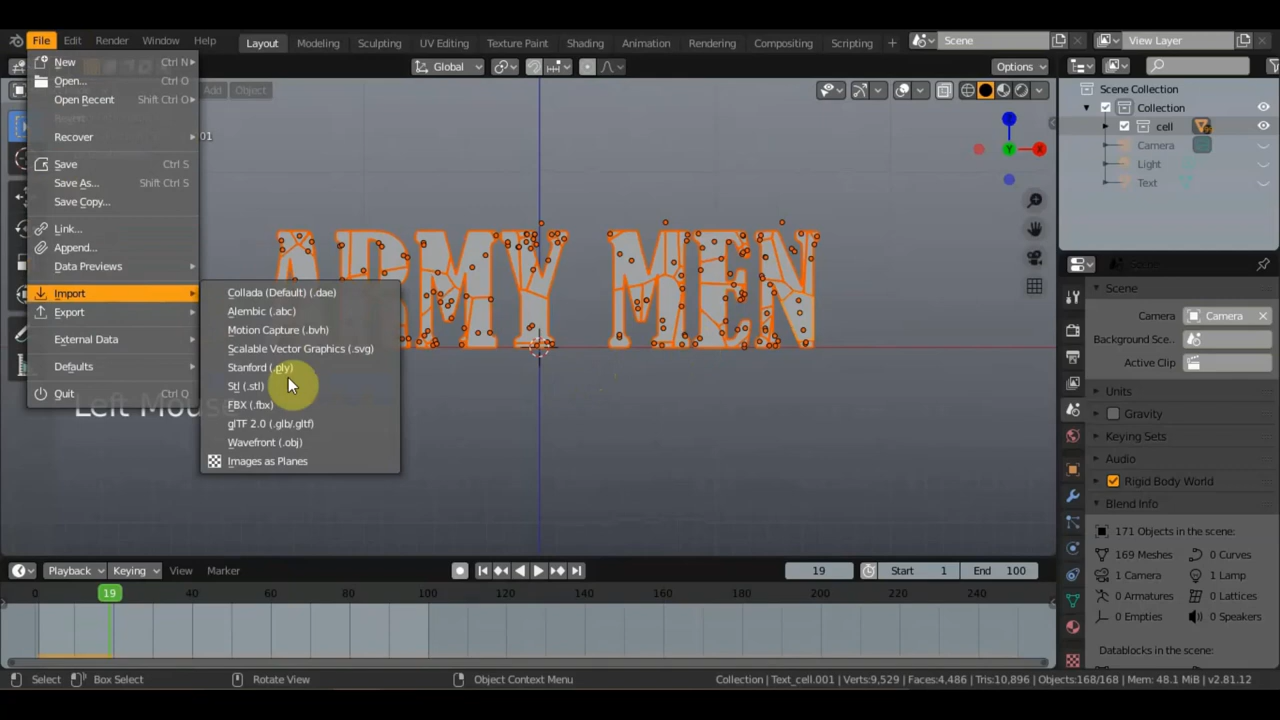 File Edit Render Window Help Layout Modeling Sculpting UV Editing Texture Paint Shading Animation Rendering Compositing Scripting + Scene View Layer
New Ctrl N
Open... Ctrl O
Open Recent Shift Ctrl O
Recover
Save Ctrl S
Save As... Shift Ctrl S
Save Copy...
Link...
Append...
Data Previews
Import
Export
External Data
Defaults
Quit Ctrl Q
Collada (Default) (.dae)
Alembic (.abc)
Motion Capture (.bvh)
Scalable Vector Graphics (.svg)
Stanford (.ply)
Stl (.stl)
FBX (.fbx)
glTF 2.0 (.glb/.gltf)
Wavefront (.obj)
Images as Planes
Global Options
Add Object
01
ARMY MEN
Left Mous
Z
Y
X
Scene Collection
Collection
cell
Camera
Light
Text
Scene
Scene
Camera Camera
Background Sce...
Active Clip
Units
Gravity
Keying Sets
Audio
Rigid Body World
Blend Info
171 Objects in the scene:
169 Meshes 0 Curves
1 Camera 1 Lamp
0 Armatures 0 Lattices
0 Empties 0 Speakers
Datablocks in the scene:
Playback Keying View Marker 19 Start 1 End 100
0 19 40 60 80 100 120 140 160 180 200 220 240
Select Box Select Rotate View Object Context Menu Collection | Text_cell.001 | Verts:9,529 | Faces:4,486 | Tris:10,896 | Objects:168/168 | Mem: 48.1 MiB | v2.81.12